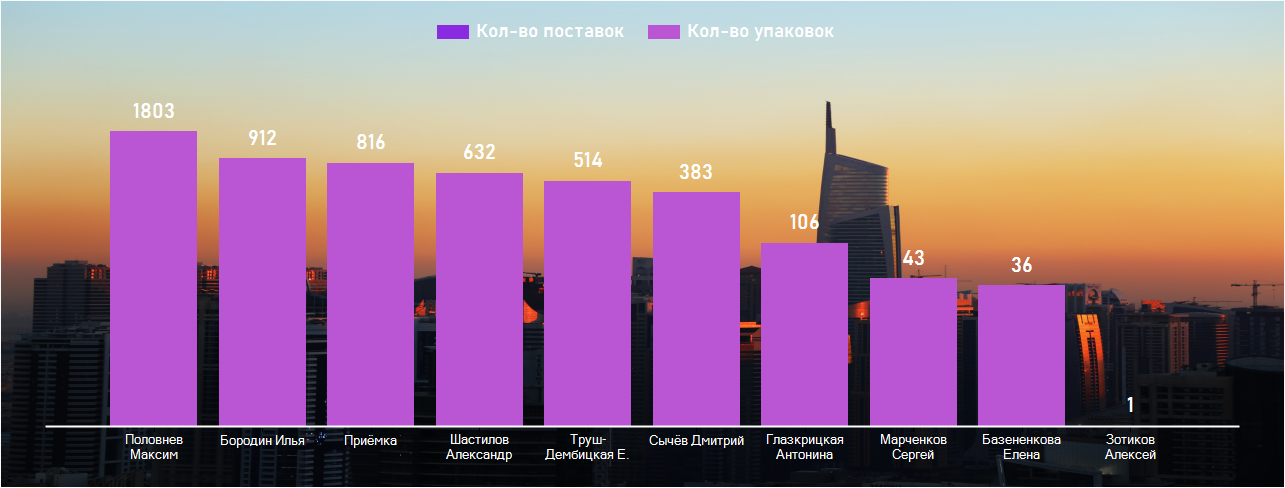 Кол-во поставок Кол-во упаковок
1803
912
816
632
514
383
106
43
36
1
Половнев
Максим
Бородин Илья
Приёмка
Шастилов
Александр
Труш-
Дембицкая Е.
Сычёв Дмитрий
Глазкрицкая
Антонина
Марченков
Сергей
Базененкова
Елена
Зотиков
Алексей